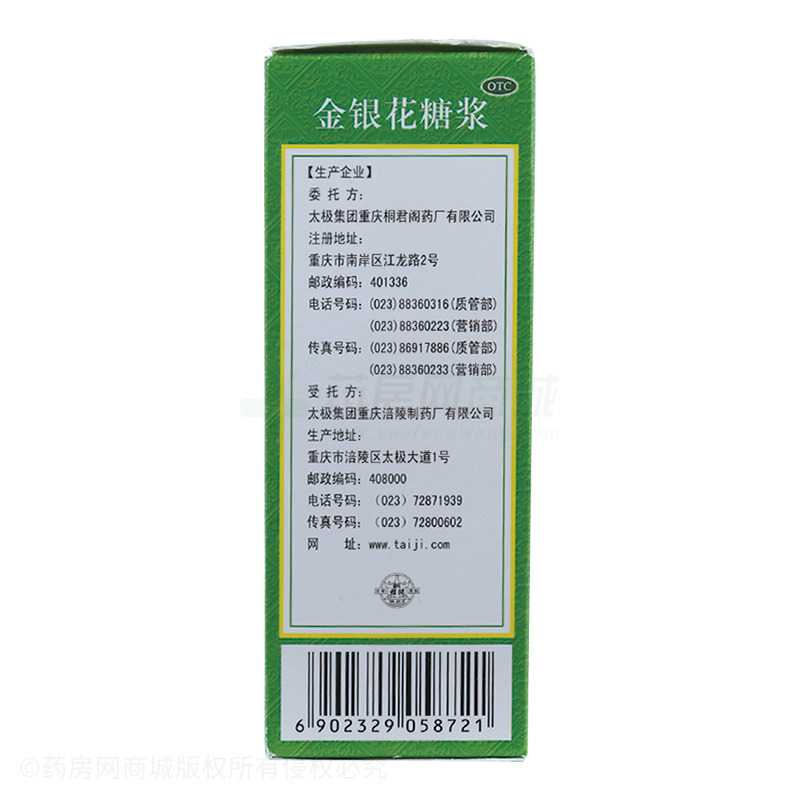 OTC
金银花糖浆
【生产企业】
委 托 方：
太极集团重庆桐君阁药厂有限公司
注册地址：
重庆市南岸区江龙路2号
邮政编码：401336
电话号码：(023)88360316(质管部)
(023)88360223(营销部)
传真号码：(023)86917886(质管部)
(023)88360233(营销部)
受 托 方：
太极集团重庆涪陵制药厂有限公司
生产地址：
重庆市涪陵区太极大道1号
邮政编码：408000
电话号码：（023）72871939
传真号码：（023）72800602
网 址：www.taiji.com
6 902329 058721
药房网商城
©药房网商城版权所有侵权必究